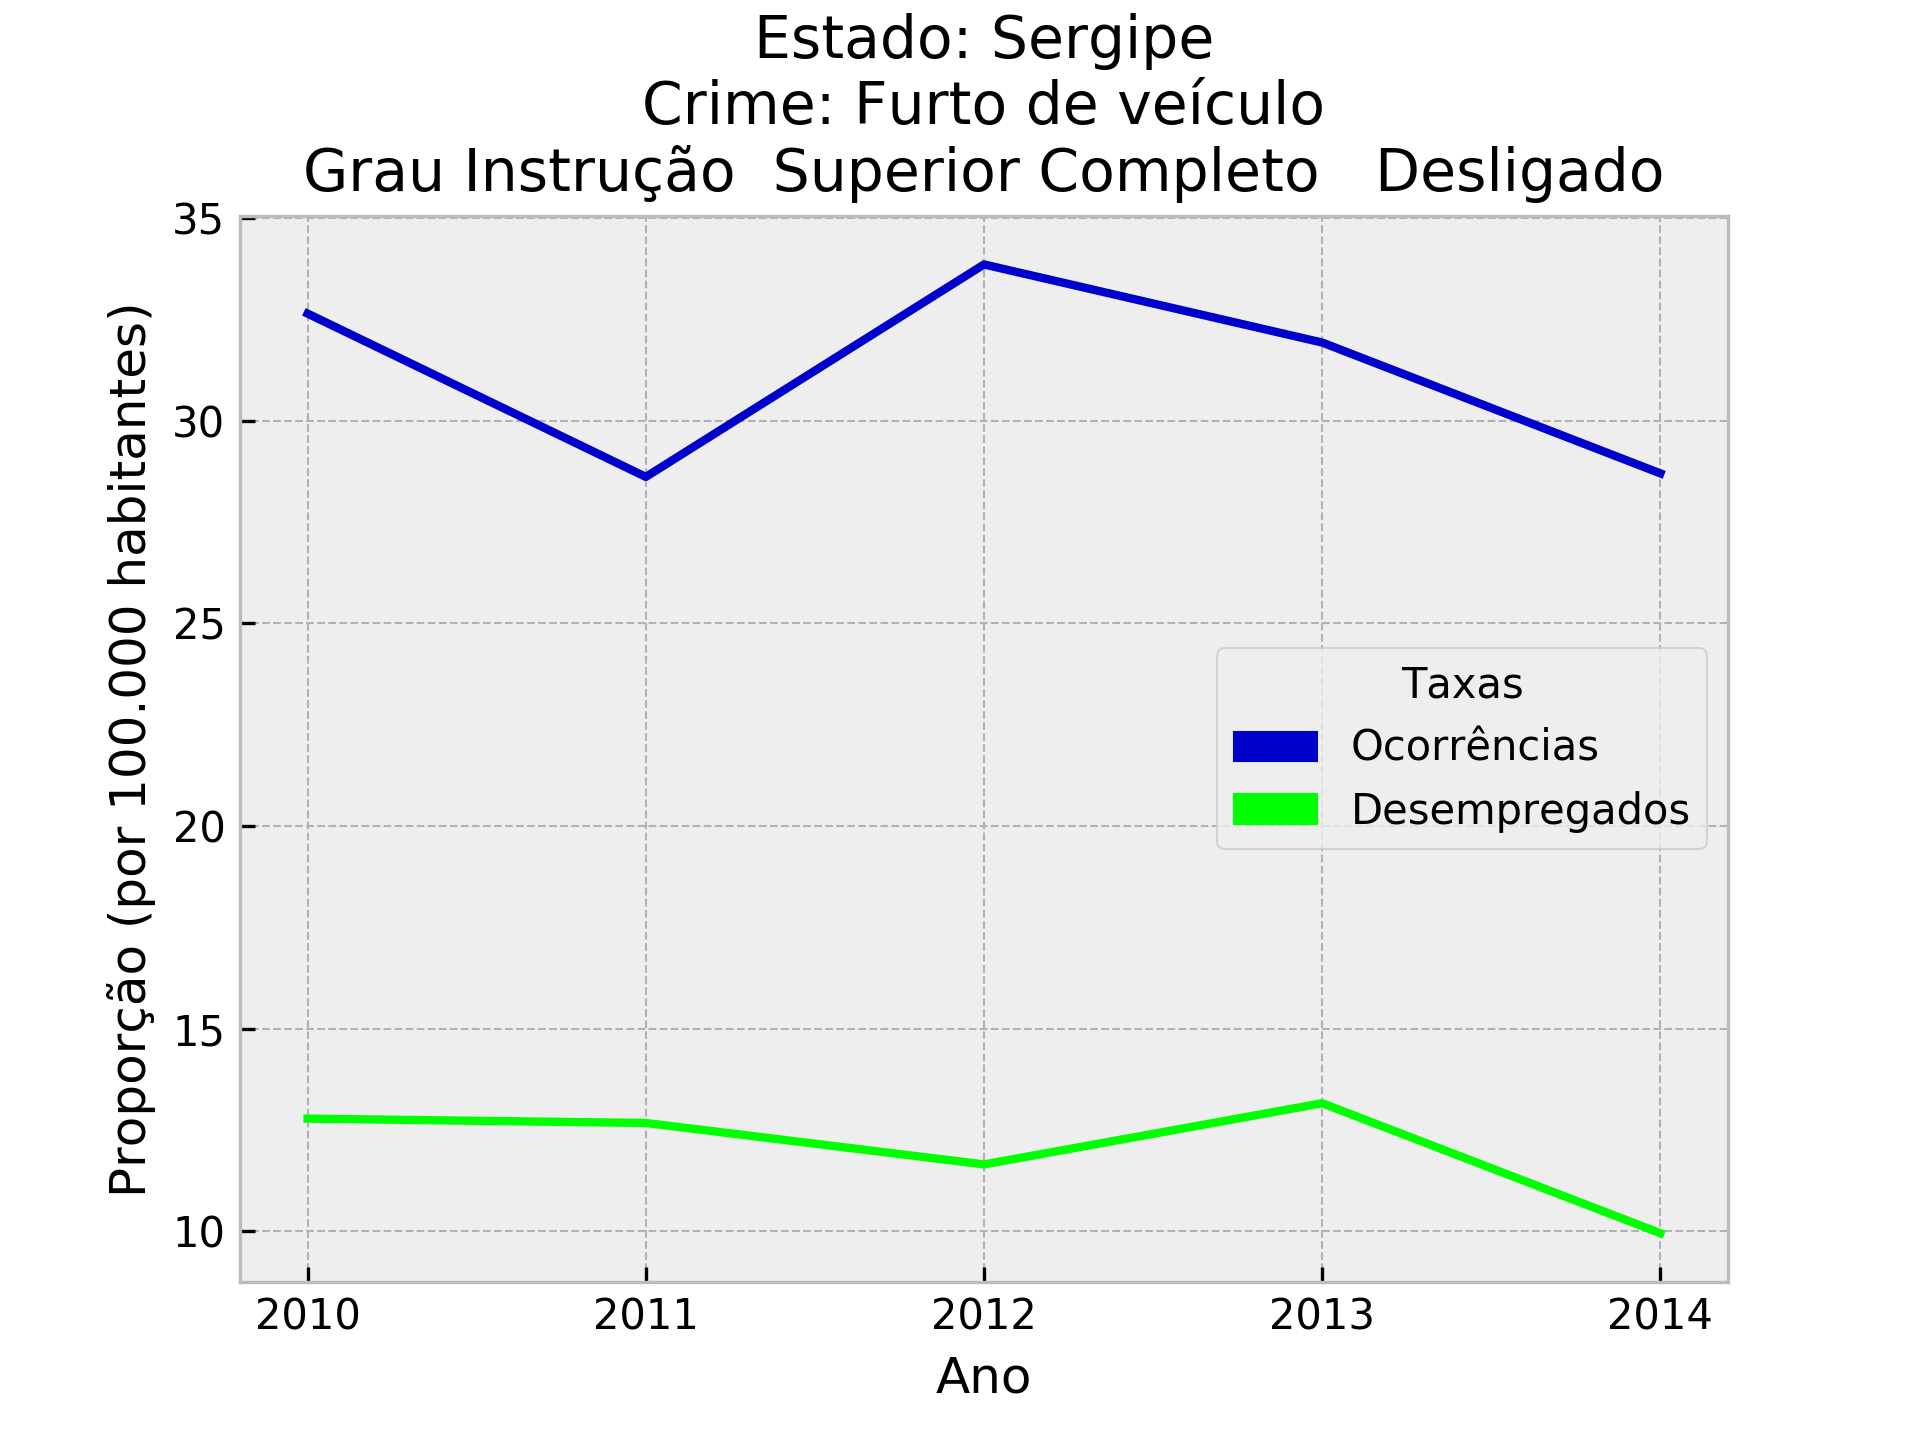 Estado: Sergipe
Crime: Furto de veículo
Grau Instrução  Superior Completo   Desligado
Proporção (por 100.000 habitantes)
35
30
25
20
15
10
Taxas
Ocorrências
Desempregados
2010 2011 2012 2013 2014
Ano